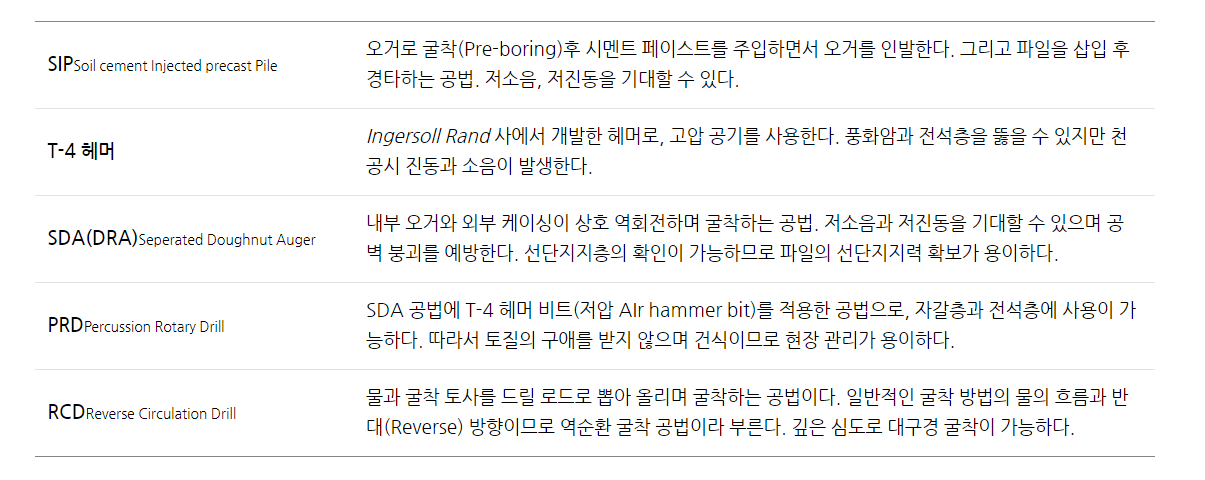 SIPSoil cement Injected precast Pile
오거로 굴착(Pre-boring)후 시멘트 페이스트를 주입하면서 오거를 인발한다. 그리고 파일을 삽입 후
경타하는 공법. 저소음, 저진동을 기대할 수 있다.
T-4 헤머
Ingersoll Rand 사에서 개발한 헤머로, 고압 공기를 사용한다. 풍화암과 전석층을 뚫을 수 있지만 천
공시 진동과 소음이 발생한다.
SDA(DRA)Seperated Doughnut Auger
내부 오거와 외부 케이싱이 상호 역회전하며 굴착하는 공법. 저소음과 저진동을 기대할 수 있으며 공
벽 붕괴를 예방한다. 선단지지층의 확인이 가능하므로 파일의 선단지지력 확보가 용이하다.
PRDPercussion Rotary Drill
SDA 공법에 T-4 헤머 비트(저압 AIr hammer bit)를 적용한 공법으로, 자갈층과 전석층에 사용이 가
능하다. 따라서 토질의 구애를 받지 않으며 건식이므로 현장 관리가 용이하다.
RCDReverse Circulation Drill
물과 굴착 토사를 드릴 로드로 뽑아 올리며 굴착하는 공법이다. 일반적인 굴착 방법의 물의 흐름과 반
대(Reverse) 방향이므로 역순환 굴착 공법이라 부른다. 깊은 심도로 대구경 굴착이 가능하다.